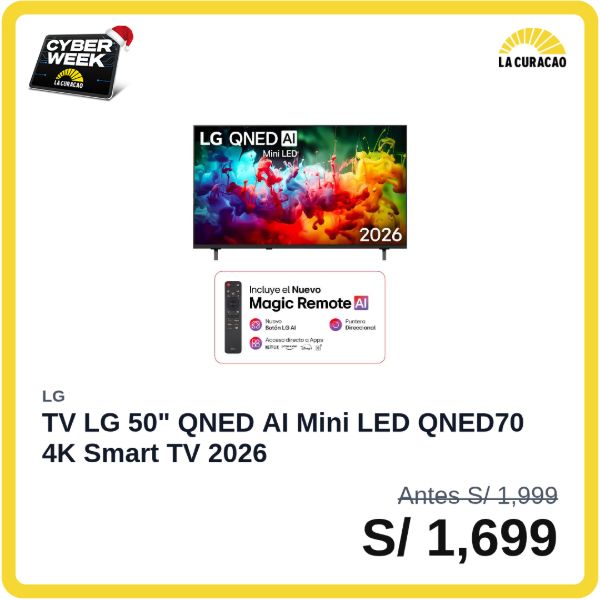 CYBER
WEEK
LA CURACAO
LA CURACAO
LG QNED AI
Mini LED
2026
Incluye el Nuevo
Magic Remote AI
Nuevo
Botón LG AI
Puntero
Direccional
Acceso directo a Apps
NETFLIX
LG
TV LG 50" QNED AI Mini LED QNED70
4K Smart TV 2026
Antes S/ 1,999
S/ 1,699